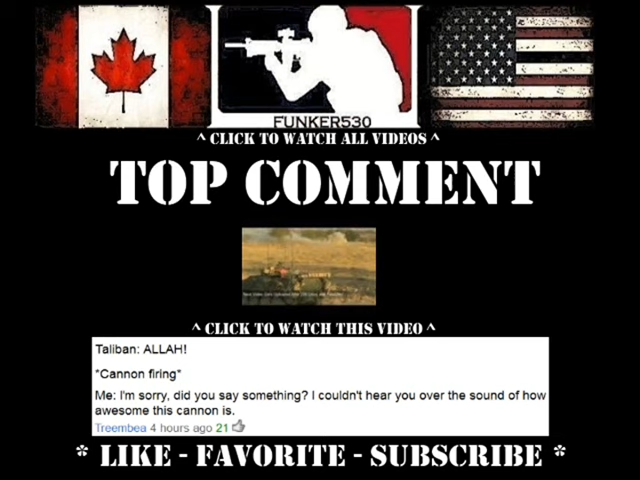 FUNKER530
^ CLICK TO WATCH ALL VIDEOS ^
TOP COMMENT
^ CLICK TO WATCH THIS VIDEO ^
Taliban: ALLAH!
*Cannon firing*
Me: I'm sorry, did you say something? I couldn't hear you over the sound of how
awesome this cannon is.
Treembea 4 hours ago 21
* LIKE - FAVORITE - SUBSCRIBE *